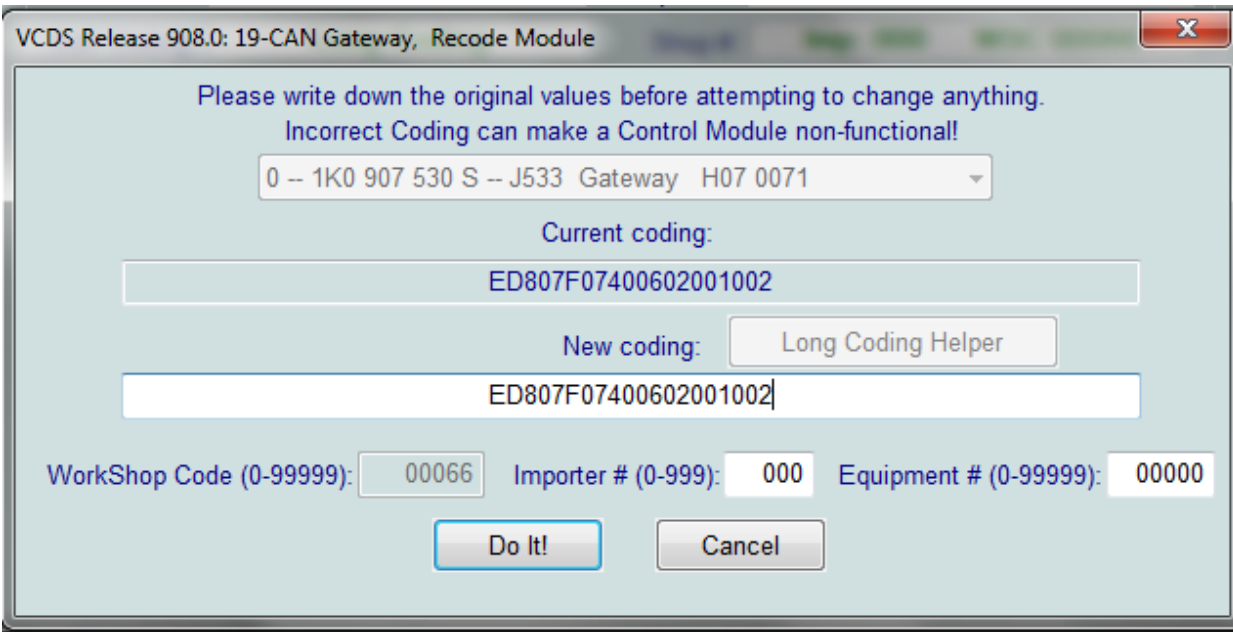 VCDS Release 908.0: 19-CAN Gateway, Recode Module
Please write down the original values before attempting to change anything.
Incorrect Coding can make a Control Module non-functional!
0 -- 1K0 907 530 S -- J533 Gateway H07 0071
Current coding:
ED807F07400602001002
New coding: Long Coding Helper
ED807F07400602001002
WorkShop Code (0-99999): 00066 Importer # (0-999): 000 Equipment # (0-99999): 00000
Do It! Cancel